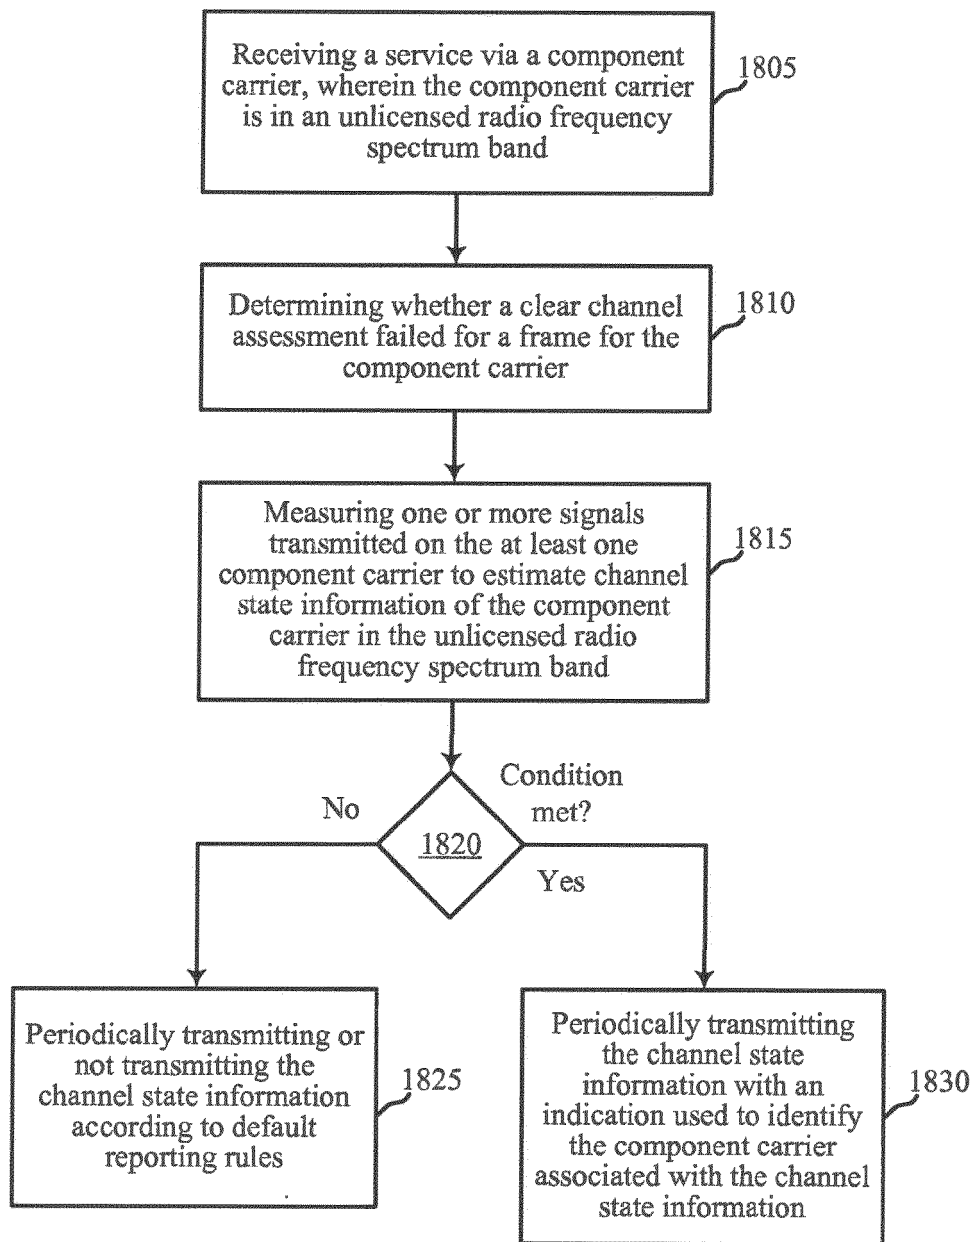 Receiving a service via a component
carrier, wherein the component carrier
is in an unlicensed radio frequency
spectrum band
1805
Determining whether a clear channel
assessment failed for a frame for the
component carrier
1810
Measuring one or more signals
transmitted on the at least one
component carrier to estimate channel
state information of the component
carrier in the unlicensed radio
frequency spectrum band
1815
Condition
met?
No
1820
Yes
Periodically transmitting or
not transmitting the
channel state information
according to default
reporting rules
1825
Periodically transmitting
the channel state
information with an
indication used to identify
the component carrier
associated with the channel
state information
1830